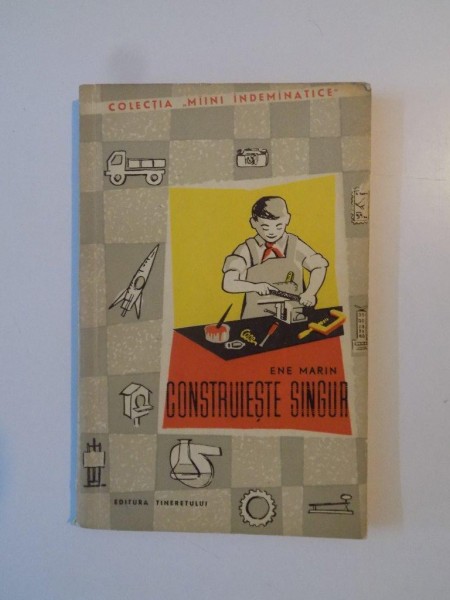 COLECȚIA „MÎINI ÎNDEMÎNATICE"
ENE MARIN
CONSTRUIEȘTE SINGUR
EDITURA TINERETULUI